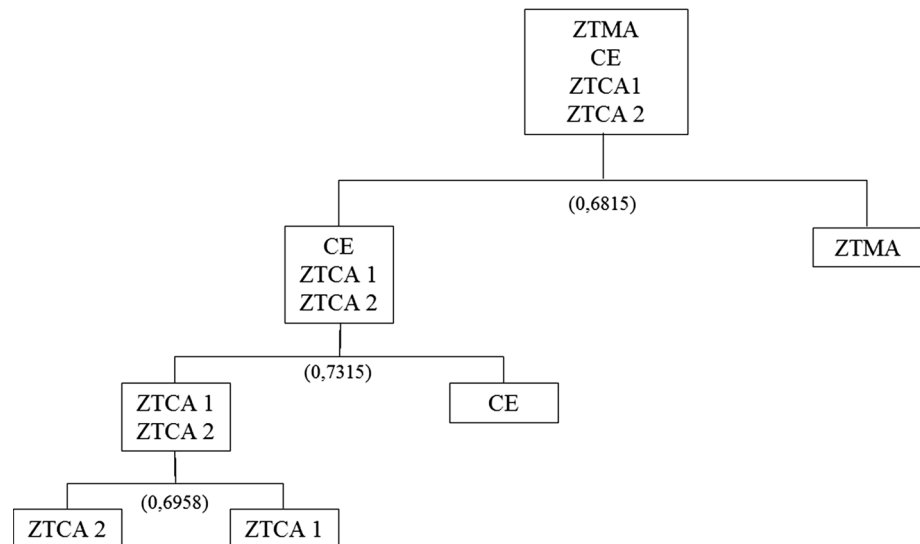 ZTMA
CE
ZTCA1
ZTCA 2
(0,6815)
CE
ZTCA 1
ZTCA 2
ZTMA
(0,7315)
ZTCA 1
ZTCA 2
CE
(0,6958)
ZTCA 2
ZTCA 1